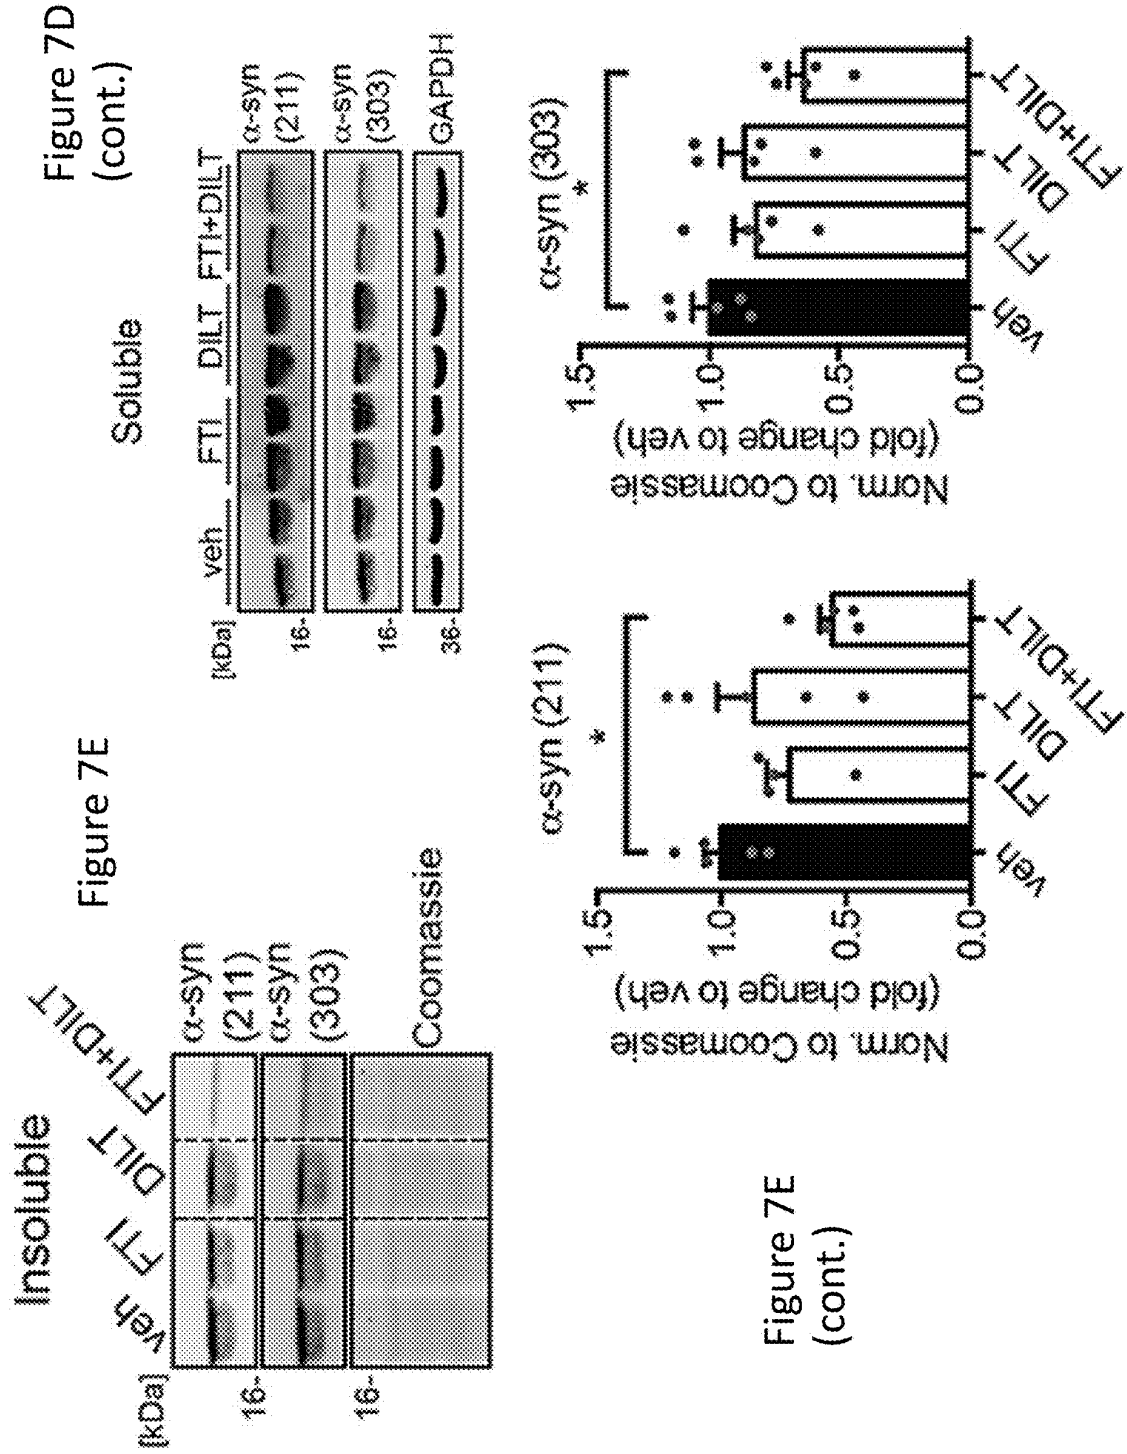 Figure 7D
(cont.)
Soluble
veh FTI DILT FTI+DILT
[kDa]
16-
α-syn
(211)
16-
α-syn
(303)
36-
GAPDH
Figure 7E
Insoluble
veh FTI DILT FTI+DILT
[kDa]
16-
α-syn
(211)
α-syn
(303)
16-
Coomassie
Figure 7E
(cont.)
α-syn (211)
*
Norm. to Coomassie
(fold change to veh)
1.5
1.0
0.5
0.0
veh FTI DILT FTI+DILT
α-syn (303)
*
Norm. to Coomassie
(fold change to veh)
1.5
1.0
0.5
0.0
veh FTI DILT FTI+DILT